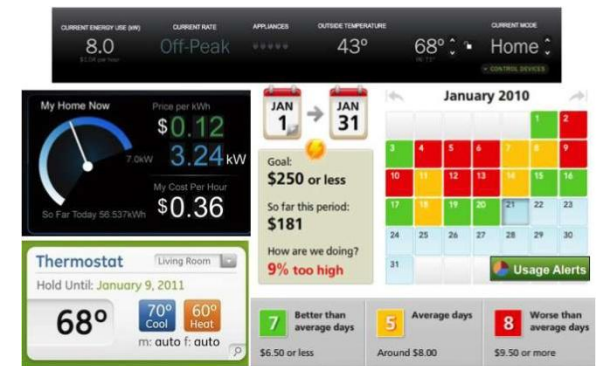 CURRENT ENERGY USE (kW)
CURRENT RATE
APPLIANCES
OUTSIDE TEMPERATURE
CURRENT MODE
8.0
Off-Peak
43°
68°
Home
CONTROL DEVICES
My Home Now
Price per kWh
$0.12
7.0kW
3.24 kW
My Cost Per Hour
So Far Today 56.537kWh
$0.36
JAN
1
JAN
31
Goal:
$250 or less
So far this period:
$181
How are we doing?
9% too high
January 2010
1 2
3 4 5 6 7 8 9
10 11 12 13 14 15 16
17 18 19 20 21 22 23
24 25 26 27 28 29 30
31
Usage Alerts
Thermostat
Living Room
Hold Until: January 9, 2011
68°
70°
Cool
60°
Heat
m: auto f: auto
7
Better than
average days
$6.50 or less
5
Average days
Around $8.00
8
Worse than
average days
$9.50 or more